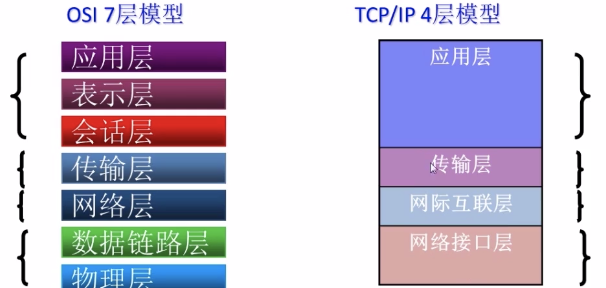 OSI 7层模型
应用层
表示层
会话层
传输层
网络层
数据链路层
物理层
TCP/IP 4层模型
应用层
传输层
网际互联层
网络接口层